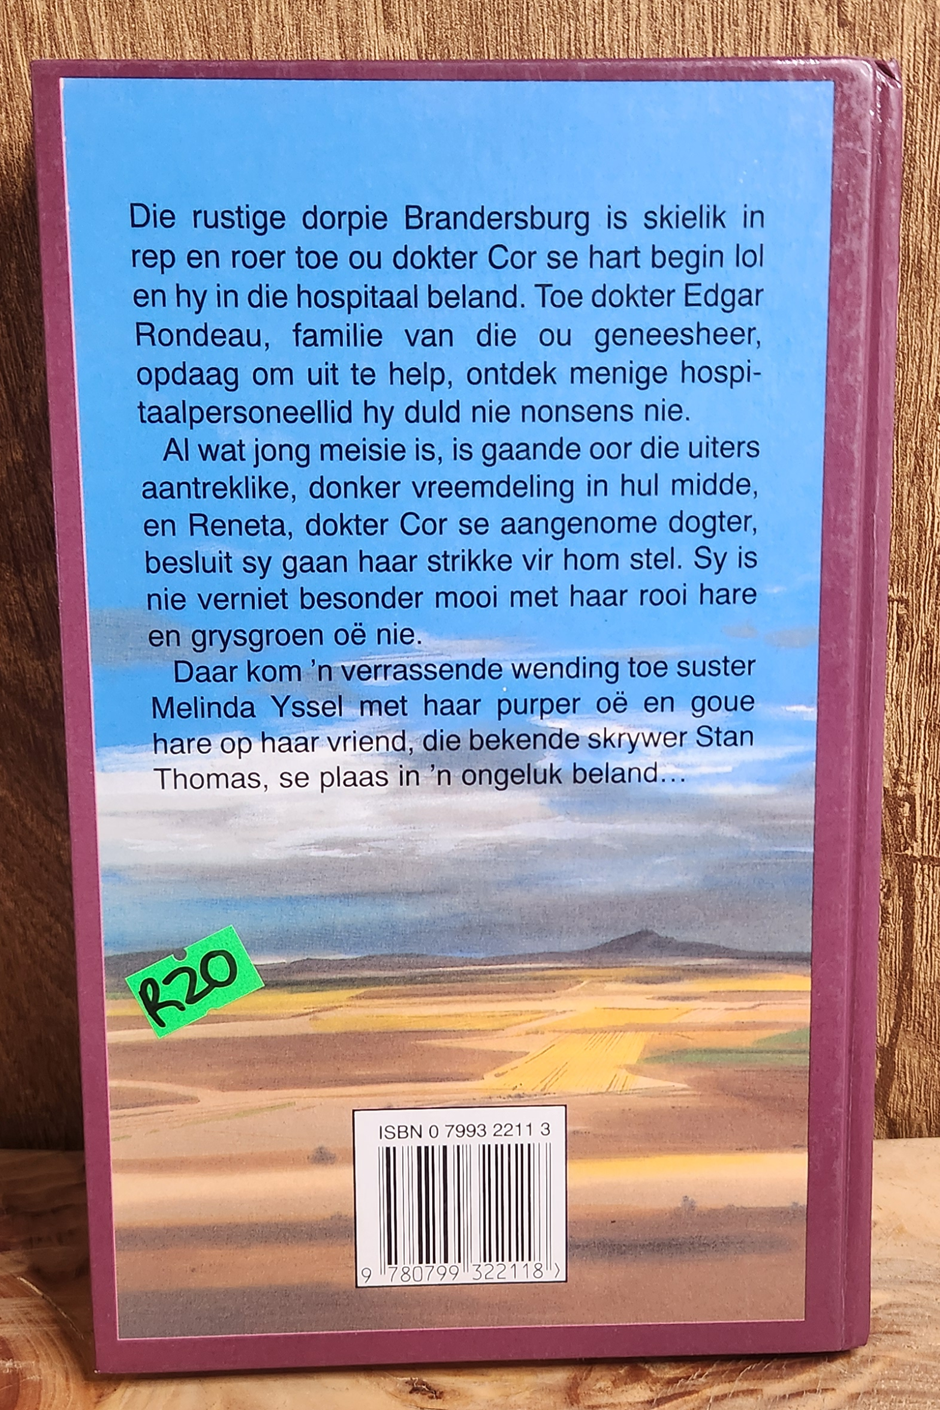 Die rustige dorpie Brandersburg is skielik in
rep en roer toe ou dokter Cor se hart begin lol
en hy in die hospitaal beland. Toe dokter Edgar
Rondeau, familie van die ou geneesheer,
opdaag om uit te help, ontdek menige hospi-
taalpersoneellid hy duld nie nonsens nie.
Al wat jong meisie is, is gaande oor die uiters
aantreklike, donker vreemdeling in hul midde,
en Reneta, dokter Cor se aangenome dogter,
besluit sy gaan haar strikke vir hom stel. Sy is
nie verniet besonder mooi met haar rooi hare
en grysgroen oë nie.
Daar kom 'n verrassende wending toe suster
Melinda Yssel met haar purper oë en goue
hare op haar vriend, die bekende skrywer Stan
Thomas, se plaas in 'n ongeluk beland...
R20
ISBN 0 7993 2211 3
9 780799 322118 >